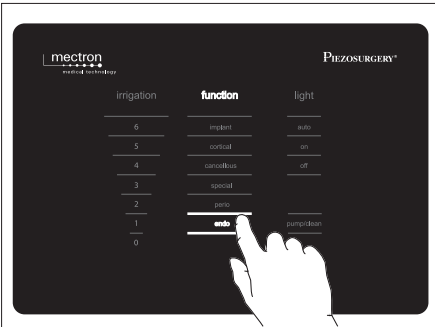 mectron
medical technology
PIEZOSURGERY®
irrigation function light
6 implant auto
5 cortical on
4 cancellous off
3 special
2 perio
1 endo pump/clean
0